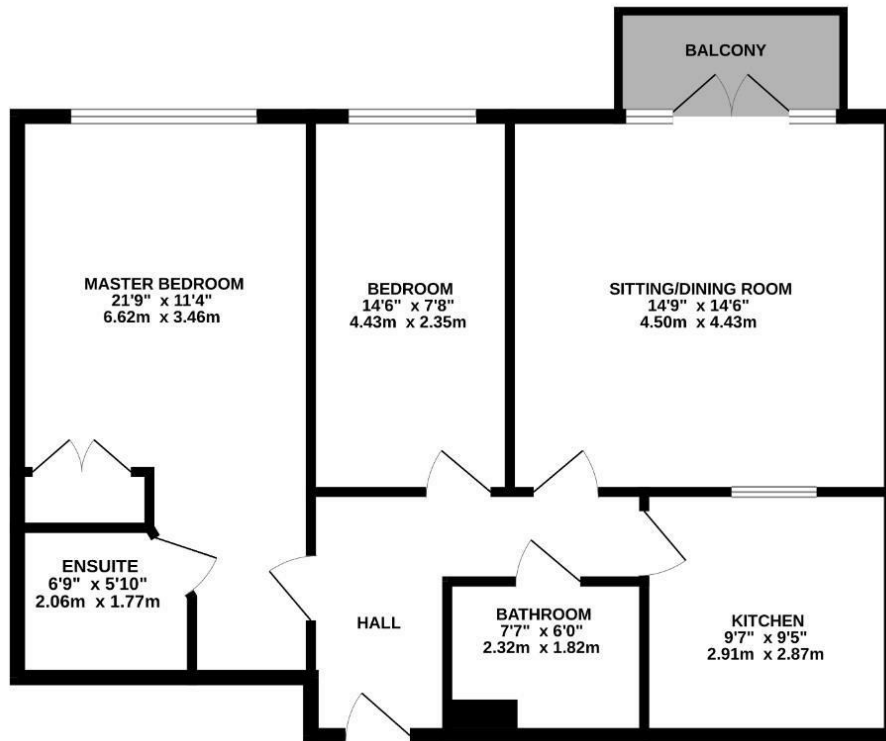 BALCONY
MASTER BEDROOM
21'9" x 11'4"
6.62m x 3.46m
BEDROOM
14'6" x 7'8"
4.43m x 2.35m
SITTING/DINING ROOM
14'9" x 14'6"
4.50m x 4.43m
ENSUITE
6'9" x 5'10"
2.06m x 1.77m
HALL
BATHROOM
7'7" x 6'0"
2.32m x 1.82m
KITCHEN
9'7" x 9'5"
2.91m x 2.87m